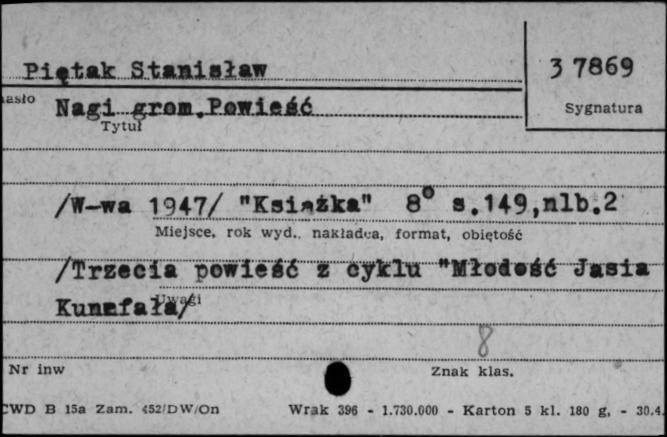 Piętak Stanisław
3 7869
asło
Nagi grom.Powieść
Sygnatura
Tytuł
/W-wa 1947/ "Książka" 8° s.149,nlb.2
Miejsce, rok wyd., nakładca, format, objętość
/Trzecia powieść z cyklu "Młodość Jasia
Uwagi
Kunefała/
8
Nr inw
Znak klas.
CWD B 15a Zam. 452/DW/On Wrak 396 - 1.730.000 - Karton 5 kl. 180 g, - 30.4.